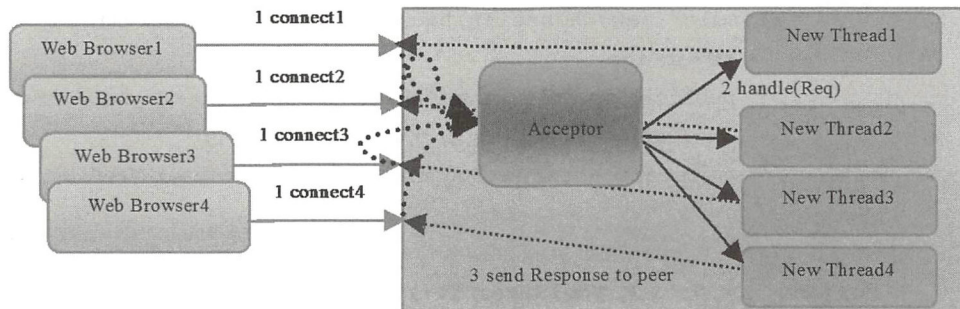 1 connect1
Web Browser1
New Thread1
1 connect2
2 handle(Req)
Web Browser2
Acceptor
New Thread2
1 connect3
Web Browser3
1 connect4
New Thread3
Web Browser4
3 send Response to peer
New Thread4